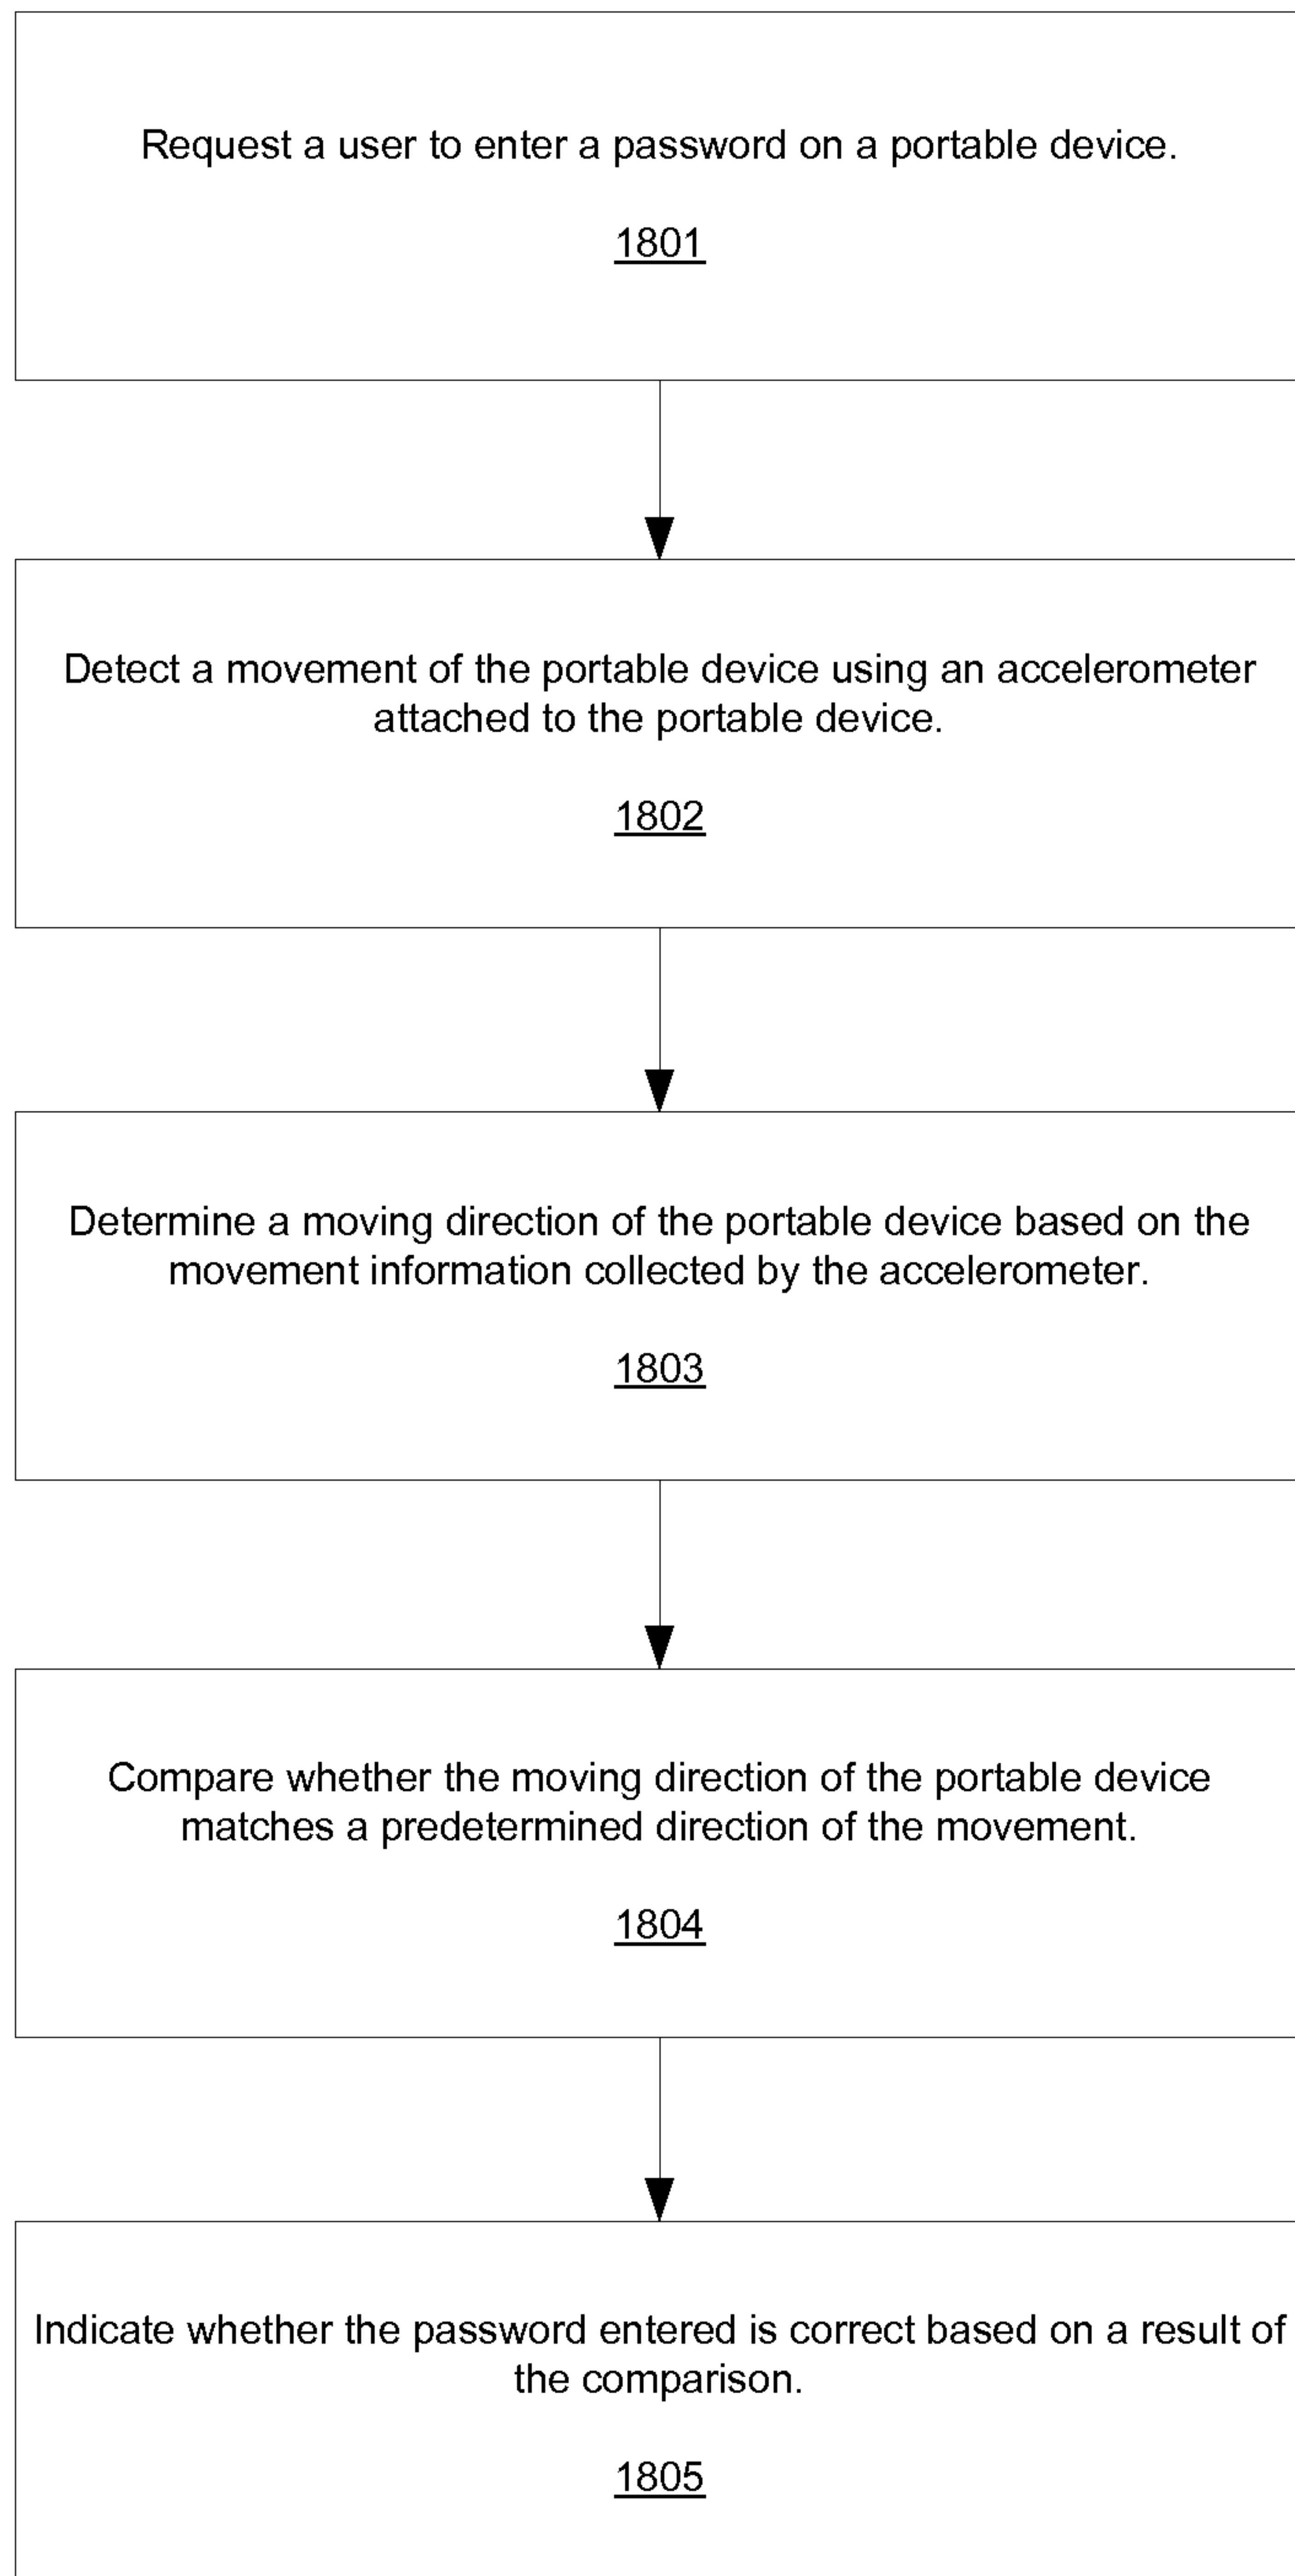 Request a user to enter a password on a portable device.
1801
Detect a movement of the portable device using an accelerometer
attached to the portable device.
1802
Determine a moving direction of the portable device based on the
movement information collected by the accelerometer.
1803
Compare whether the moving direction of the portable device
matches a predetermined direction of the movement.
1804
Indicate whether the password entered is correct based on a result of
the comparison.
1805